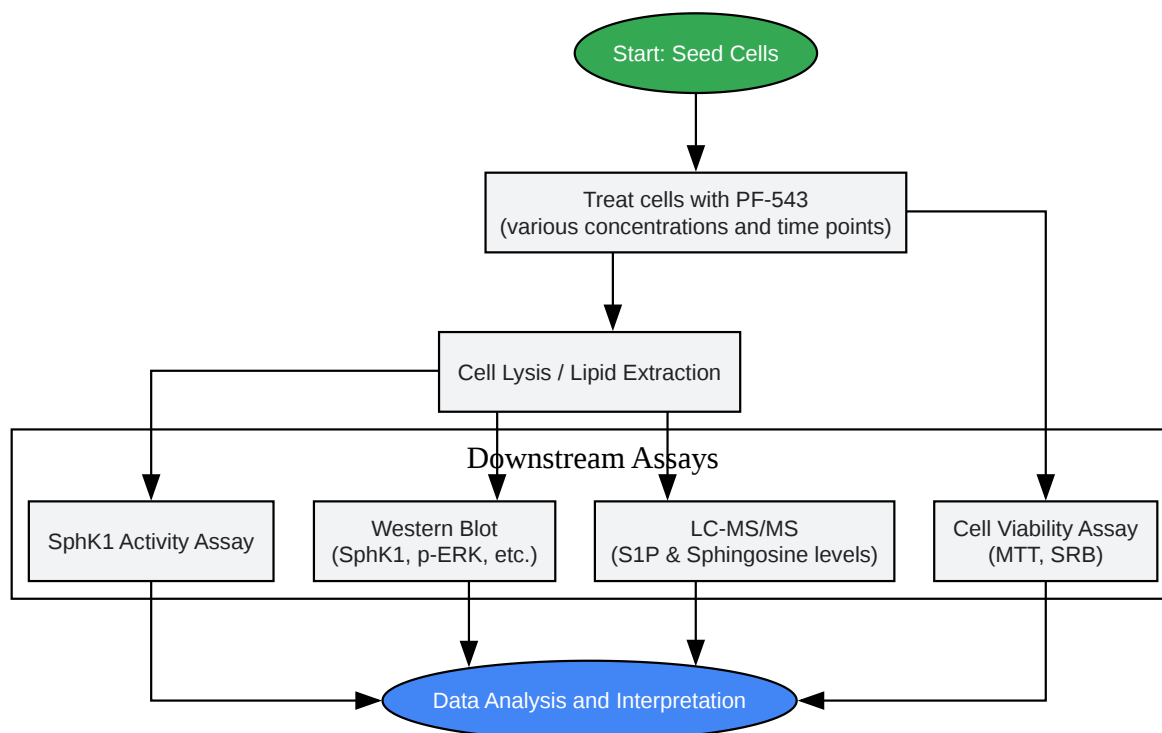 Start: Seed Cells
Treat cells with PF-543
(various concentrations and time points)
Cell Lysis / Lipid Extraction
Downstream Assays
SphK1 Activity Assay
Western Blot
(SphK1, p-ERK, etc.)
LC-MS/MS
(S1P & Sphingosine levels)
Cell Viability Assay
(MTT, SRB)
Data Analysis and Interpretation